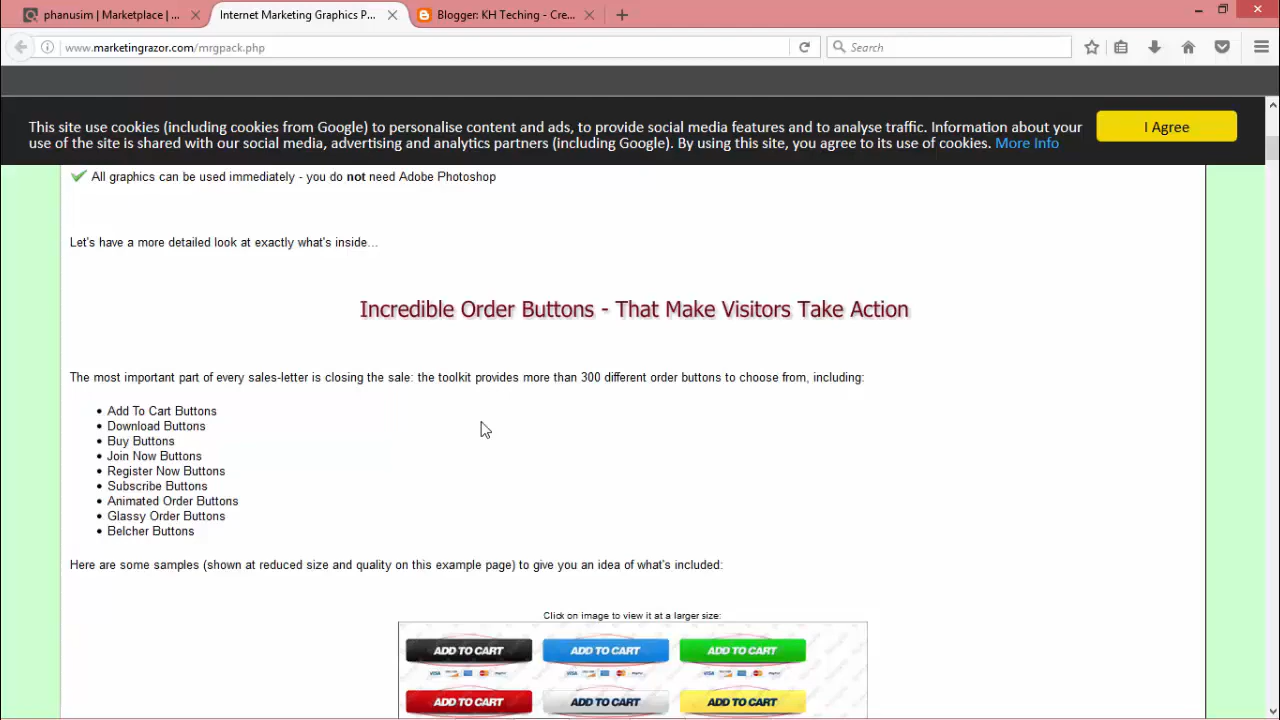 phanusim | Marketplace | ...
Internet Marketing Graphics P...
Blogger: KH Teching - Cre...
www.marketingrazor.com/mrgpack.php
Search
This site use cookies (including cookies from Google) to personalise content and ads, to provide social media features and to analyse traffic. Information about your
use of the site is shared with our social media, advertising and analytics partners (including Google). By using this site, you agree to its use of cookies. More Info
I Agree
All graphics can be used immediately - you do not need Adobe Photoshop
Let's have a more detailed look at exactly what's inside...
Incredible Order Buttons - That Make Visitors Take Action
The most important part of every sales-letter is closing the sale: the toolkit provides more than 300 different order buttons to choose from, including:
Add To Cart Buttons
Download Buttons
Buy Buttons
Join Now Buttons
Register Now Buttons
Subscribe Buttons
Animated Order Buttons
Glassy Order Buttons
Belcher Buttons
Here are some samples (shown at reduced size and quality on this example page) to give you an idea of what's included:
Click on image to view it at a larger size:
ADD TO CART ADD TO CART ADD TO CART
VISA VISA VISA
ADD TO CART ADD TO CART ADD TO CART